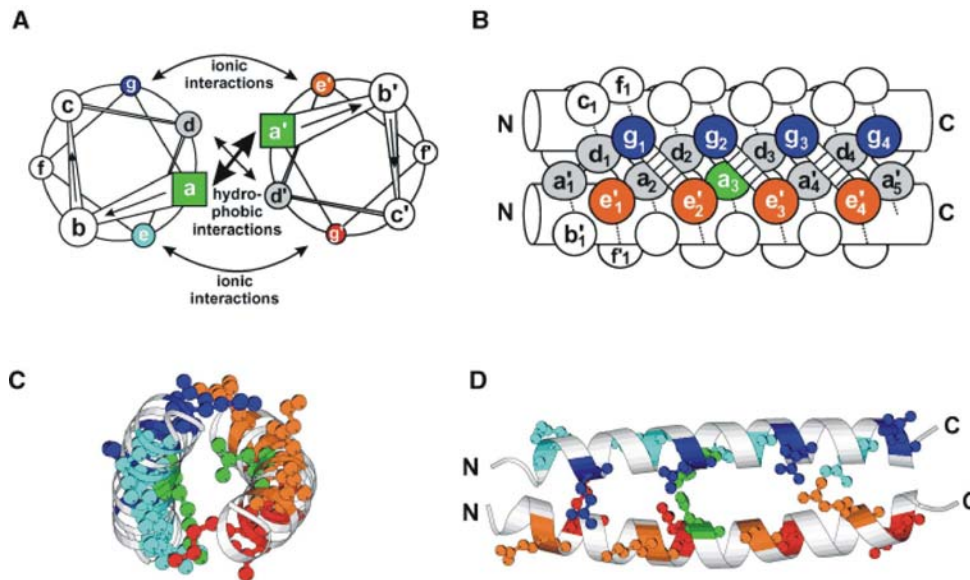 A
ionic
interactions
g
e'
c
b'
d
a'
f
f'
a
d'
hydro-
phobic
interactions
c'
b
e
g'
ionic
interactions
B
f1
c1
N
g1
g2
g3
g4
C
d1
d2
d3
d4
a'1
a2
a3
a'4
a'5
e'1
e'2
e'3
e'4
N
C
b'1
f'1
C
D
N
C
N
C